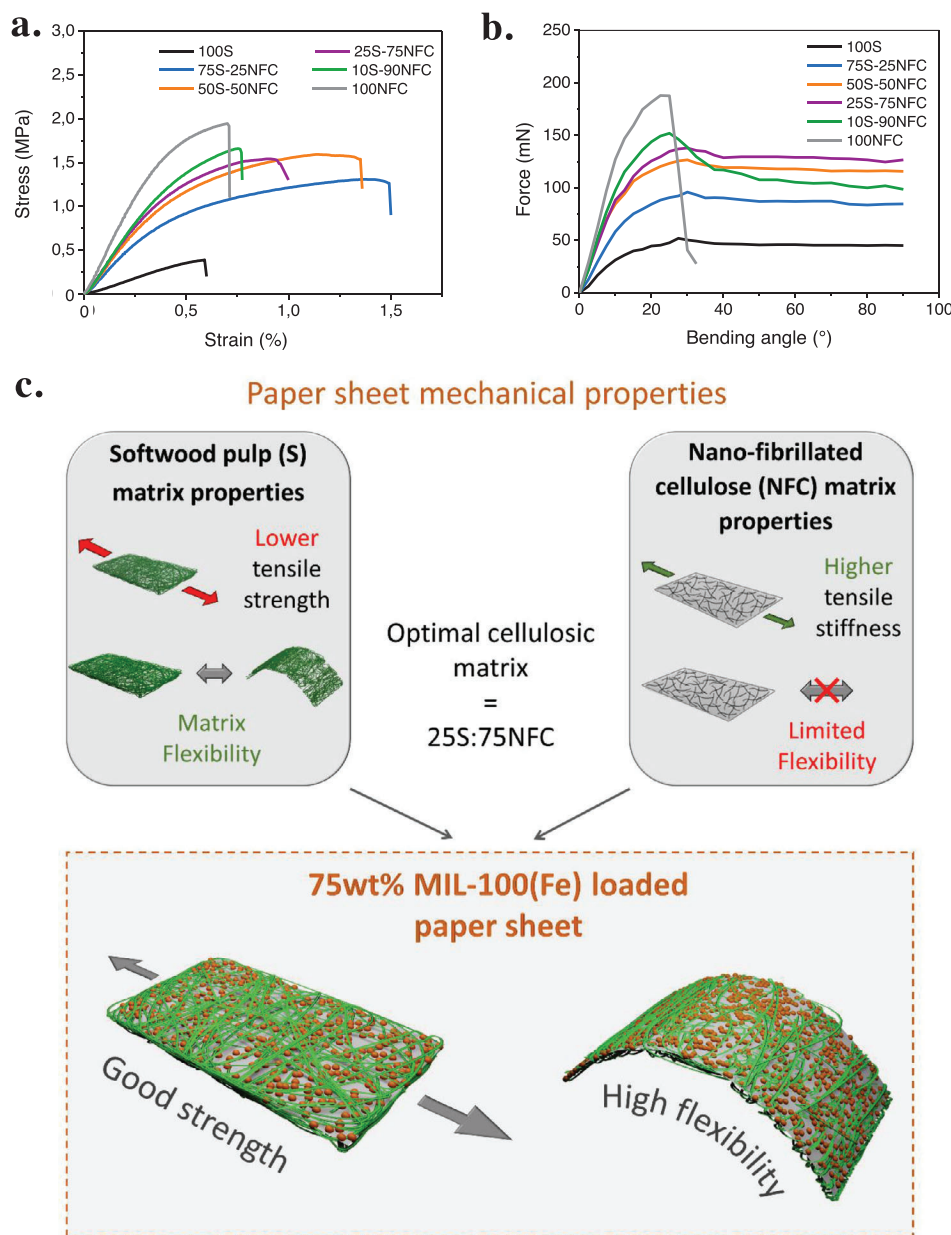 a.
3,0
2,5
2,0
1,5
1,0
0,5
0
0
0,5
1,0
1,5
Stress (MPa)
Strain (%)
100S
75S-25NFC
50S-50NFC
25S-75NFC
10S-90NFC
100NFC
b.
250
200
150
100
50
0
0
20
40
60
80
100
Force (mN)
Bending angle (°)
100S
75S-25NFC
50S-50NFC
25S-75NFC
10S-90NFC
100NFC
c.
Paper sheet mechanical properties
Softwood pulp (S)
matrix properties
Lower
tensile
strength
Matrix
Flexibility
Optimal cellulosic
matrix
=
25S:75NFC
Nano-fibrillated
cellulose (NFC) matrix
properties
Higher
tensile
stiffness
Limited
Flexibility
75wt% MIL-100(Fe) loaded
paper sheet
Good strength
High flexibility